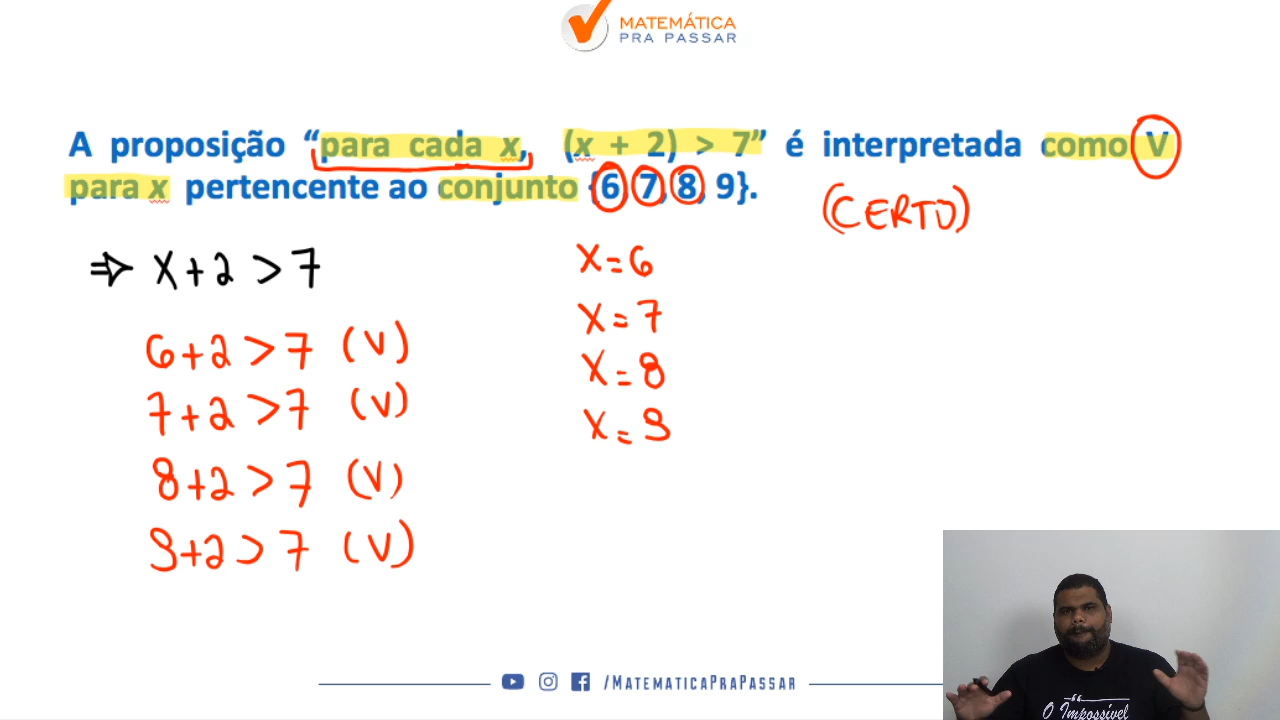 MATEMÁTICA
PRA PASSAR
A proposição “para cada x, (x + 2) > 7” é interpretada como V
para x pertencente ao conjunto {6, 7, 8, 9}.
(CERTO)
⇒ x+2 > 7
x=6
x=7
6+2 > 7 (V)
x=8
7+2 > 7 (V)
x=9
8+2 > 7 (V)
9+2 > 7 (V)
“
O Impossível
/MATEMATICAPRAPASSAR